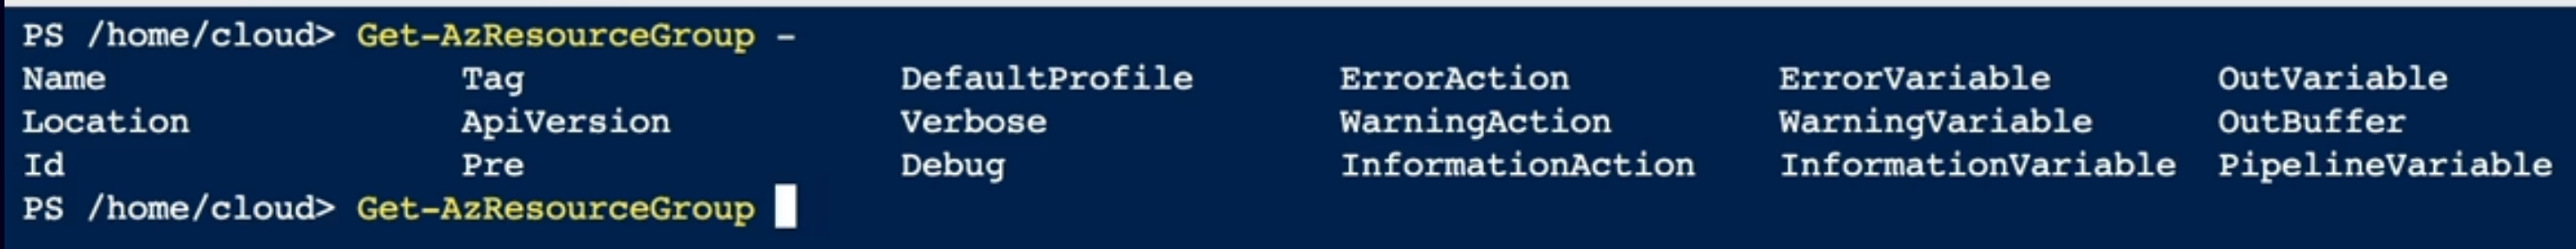 PS /home/cloud> Get-AzResourceGroup -
Name Tag DefaultProfile ErrorAction ErrorVariable OutVariable
Location ApiVersion Verbose WarningAction WarningVariable OutBuffer
Id Pre Debug InformationAction InformationVariable PipelineVariable
PS /home/cloud> Get-AzResourceGroup